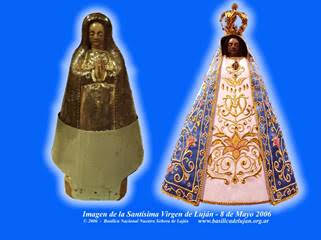 Imagen de la Santísima Virgen de Luján - 8 de Mayo 2006
© 2006 - Basílica Nacional Nuestra Señora de Luján www.basilicadelujan.org.ar